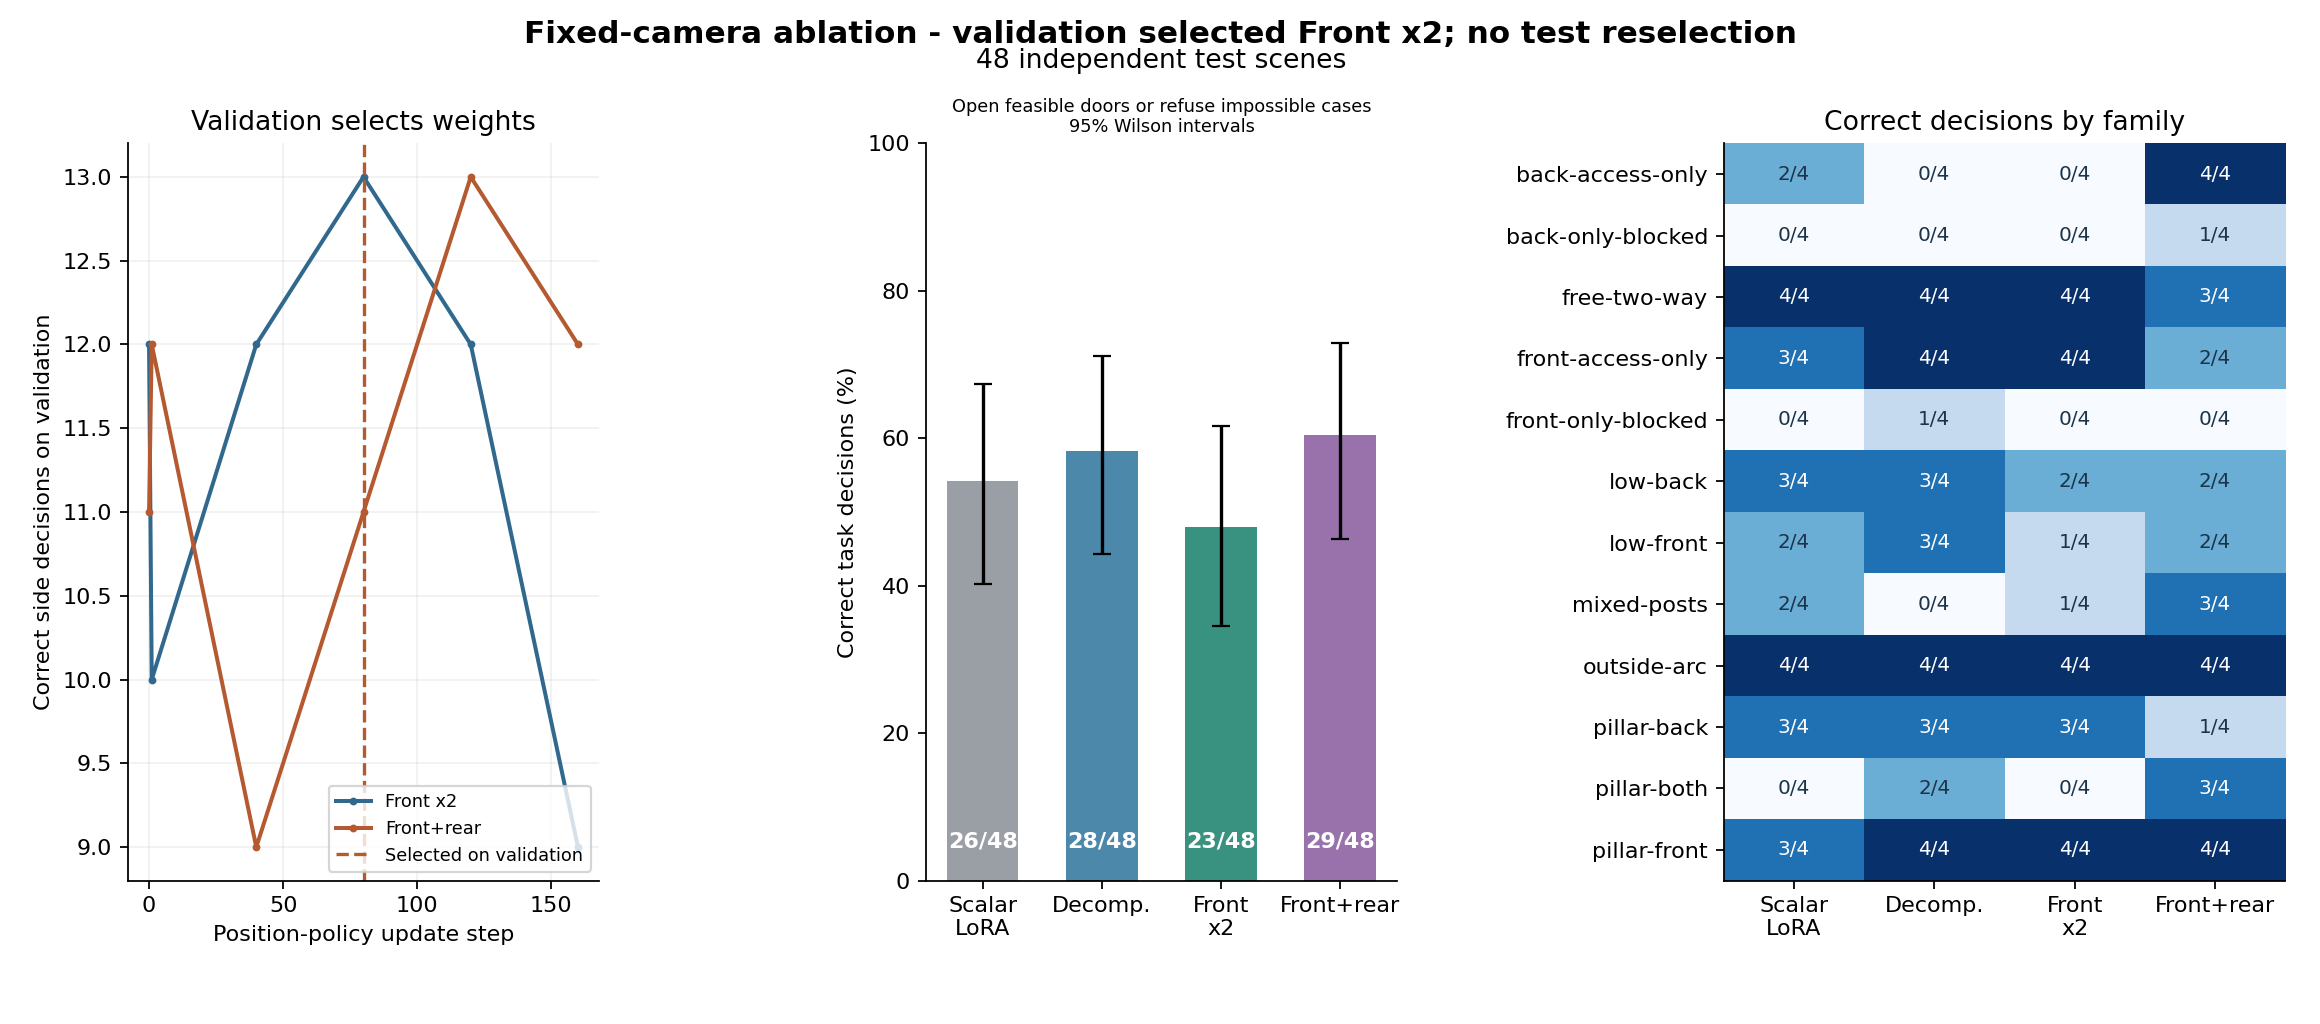 Fixed-camera ablation - validation selected Front x2; no test reselection
48 independent test scenes
Validation selects weights
Correct side decisions on validation
13.0
12.5
12.0
11.5
11.0
10.5
10.0
9.5
9.0
0
50
100
150
Position-policy update step
Front x2
Front+rear
Selected on validation
Open feasible doors or refuse impossible cases
95% Wilson intervals
Correct task decisions (%)
100
80
60
40
20
0
26/48
28/48
23/48
29/48
Scalar
LoRA
Decomp.
Front
x2
Front+rear
Correct decisions by family
back-access-only 2/4 0/4 0/4 4/4
back-only-blocked 0/4 0/4 0/4 1/4
free-two-way 4/4 4/4 4/4 3/4
front-access-only 3/4 4/4 4/4 2/4
front-only-blocked 0/4 1/4 0/4 0/4
low-back 3/4 3/4 2/4 2/4
low-front 2/4 3/4 1/4 2/4
mixed-posts 2/4 0/4 1/4 3/4
outside-arc 4/4 4/4 4/4 4/4
pillar-back 3/4 3/4 3/4 1/4
pillar-both 0/4 2/4 0/4 3/4
pillar-front 3/4 4/4 4/4 4/4
Scalar
LoRA
Decomp.
Front
x2
Front+rear